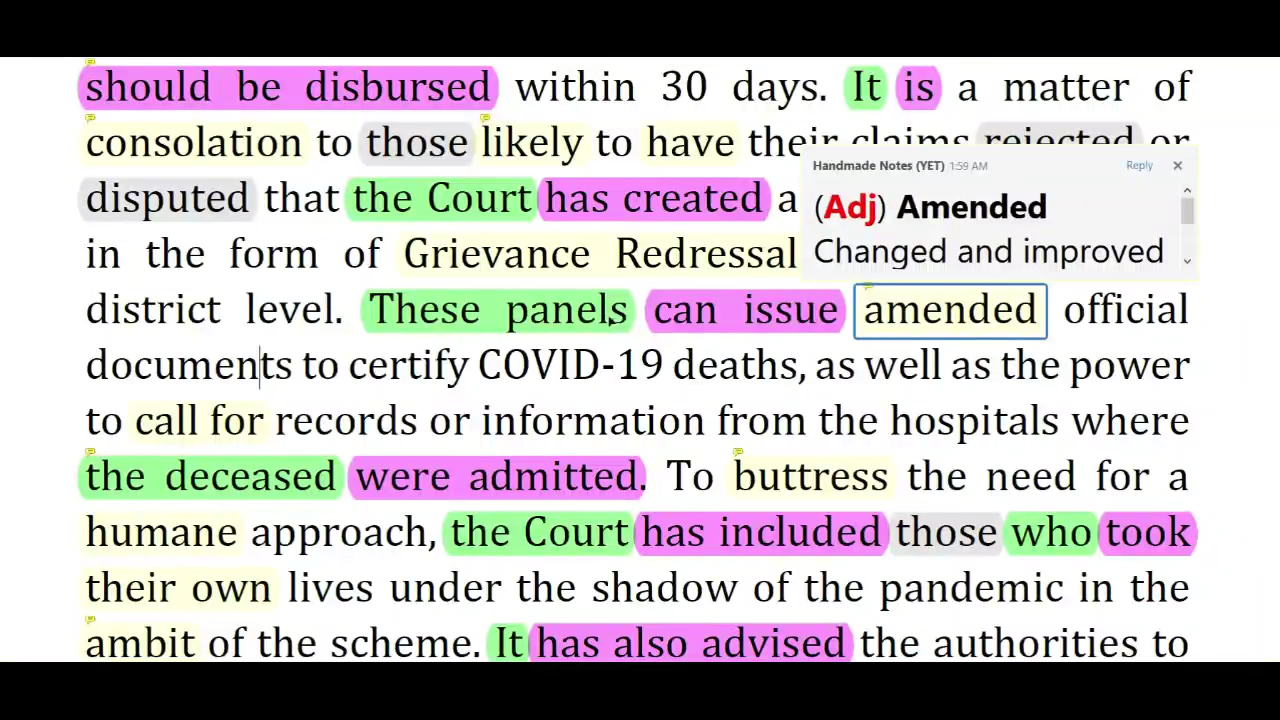 should be disbursed within 30 days. It is a matter of
consolation to those likely to have their claims rejected or
disputed that the Court has created a
in the form of Grievance Redressal
district level. These panels can issue amended official
documents to certify COVID-19 deaths, as well as the power
to call for records or information from the hospitals where
the deceased were admitted. To buttress the need for a
humane approach, the Court has included those who took
their own lives under the shadow of the pandemic in the
ambit of the scheme. It has also advised the authorities to
Handmade Notes (YET) 1:59 AM Reply
(Adj) Amended
Changed and improved